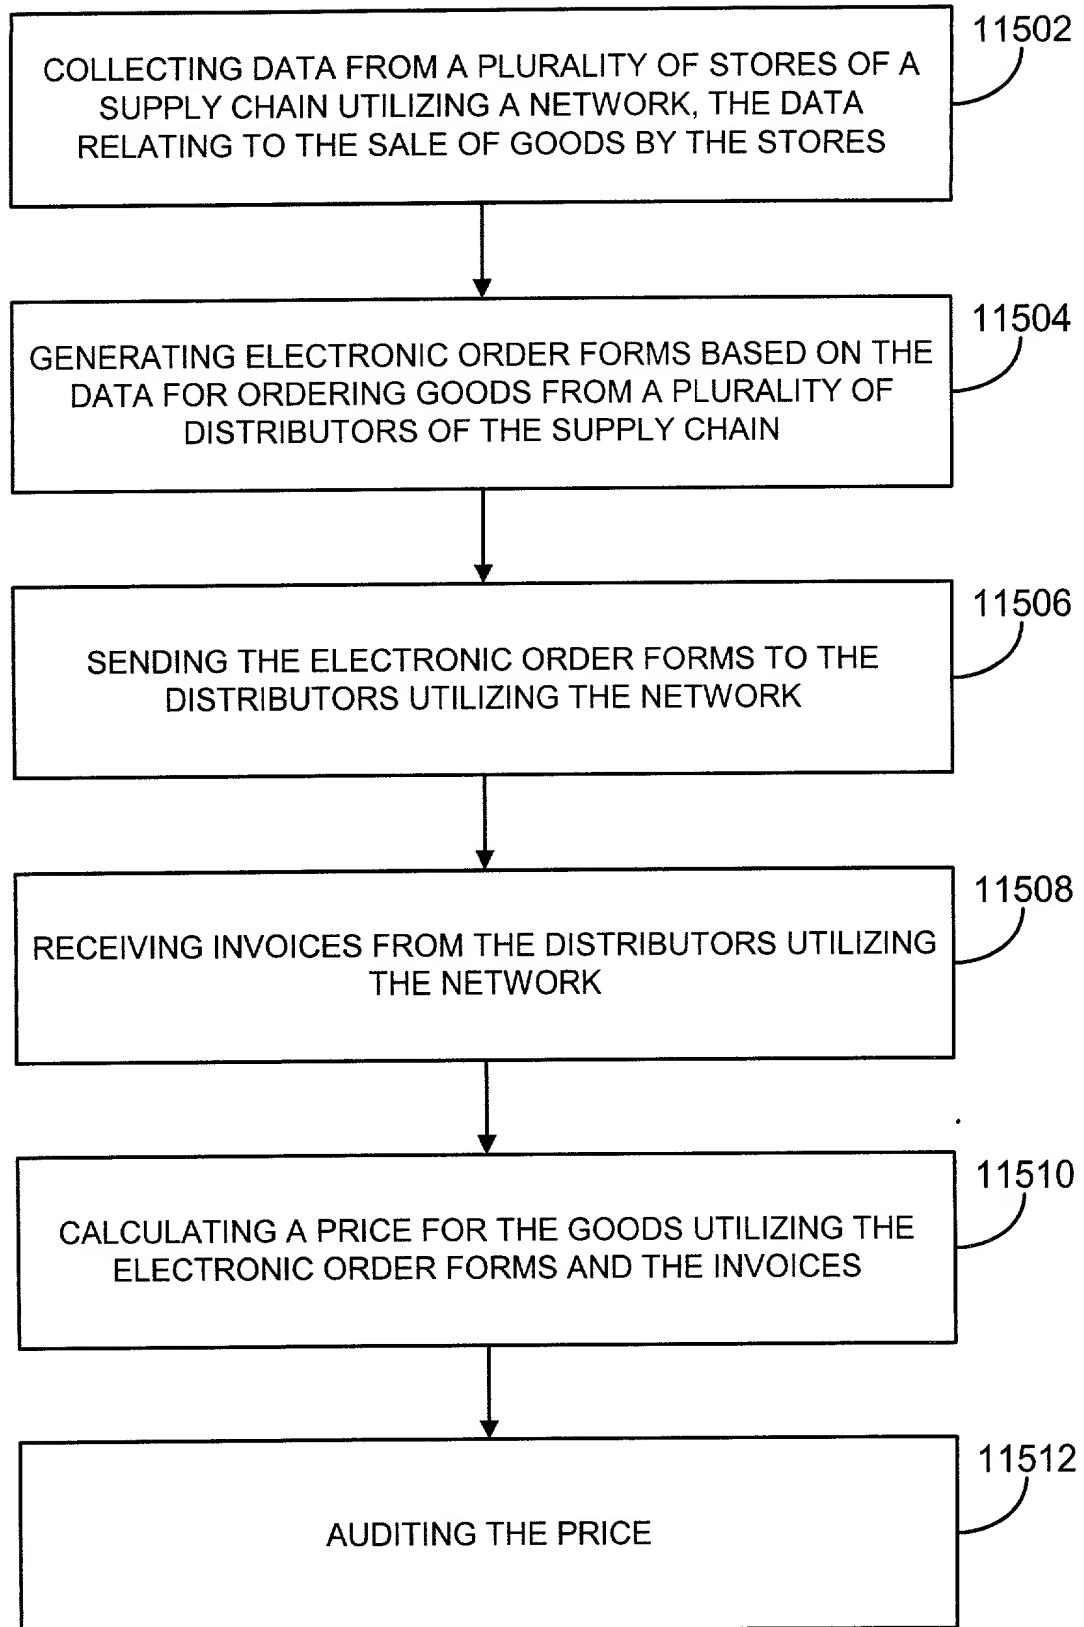 11502
COLLECTING DATA FROM A PLURALITY OF STORES OF A
SUPPLY CHAIN UTILIZING A NETWORK, THE DATA
RELATING TO THE SALE OF GOODS BY THE STORES
11504
GENERATING ELECTRONIC ORDER FORMS BASED ON THE
DATA FOR ORDERING GOODS FROM A PLURALITY OF
DISTRIBUTORS OF THE SUPPLY CHAIN
11506
SENDING THE ELECTRONIC ORDER FORMS TO THE
DISTRIBUTORS UTILIZING THE NETWORK
11508
RECEIVING INVOICES FROM THE DISTRIBUTORS UTILIZING
THE NETWORK
11510
CALCULATING A PRICE FOR THE GOODS UTILIZING THE
ELECTRONIC ORDER FORMS AND THE INVOICES
11512
AUDITING THE PRICE